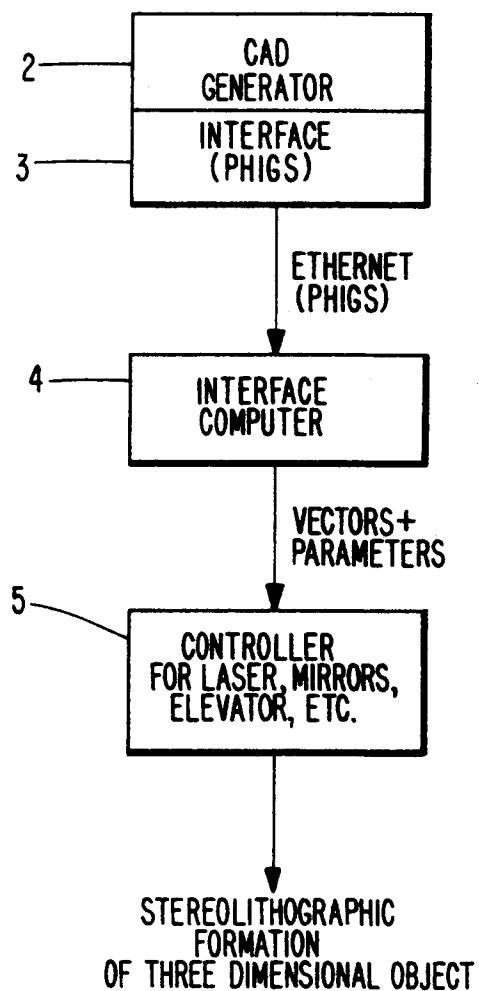 2
CAD
GENERATOR
3
INTERFACE
(PHIGS)
ETHERNET
(PHIGS)
4
INTERFACE
COMPUTER
VECTORS+
PARAMETERS
5
CONTROLLER
FOR LASER, MIRRORS,
ELEVATOR, ETC.
STEREOLITHOGRAPHIC
FORMATION
OF THREE DIMENSIONAL OBJECT